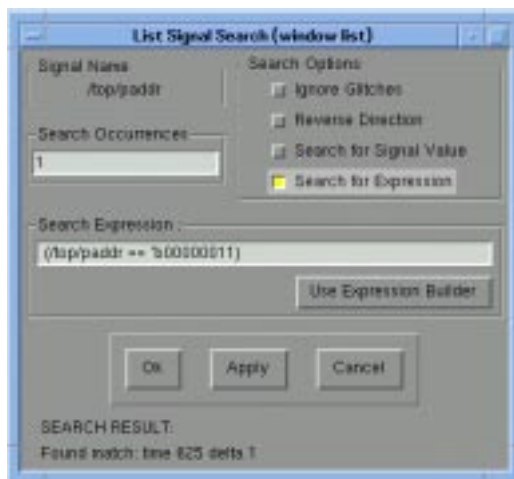 List Signal Search (window list)
Signal Name
/top/paddr
Search Options
Ignore Glitches
Reverse Direction
Search for Signal Value
Search for Expression
Search Occurrences
1
Search Expression :
(/top/paddr == 'b00000011)
Use Expression Builder
Ok
Apply
Cancel
SEARCH RESULT:
Found match: time 825 delta 1